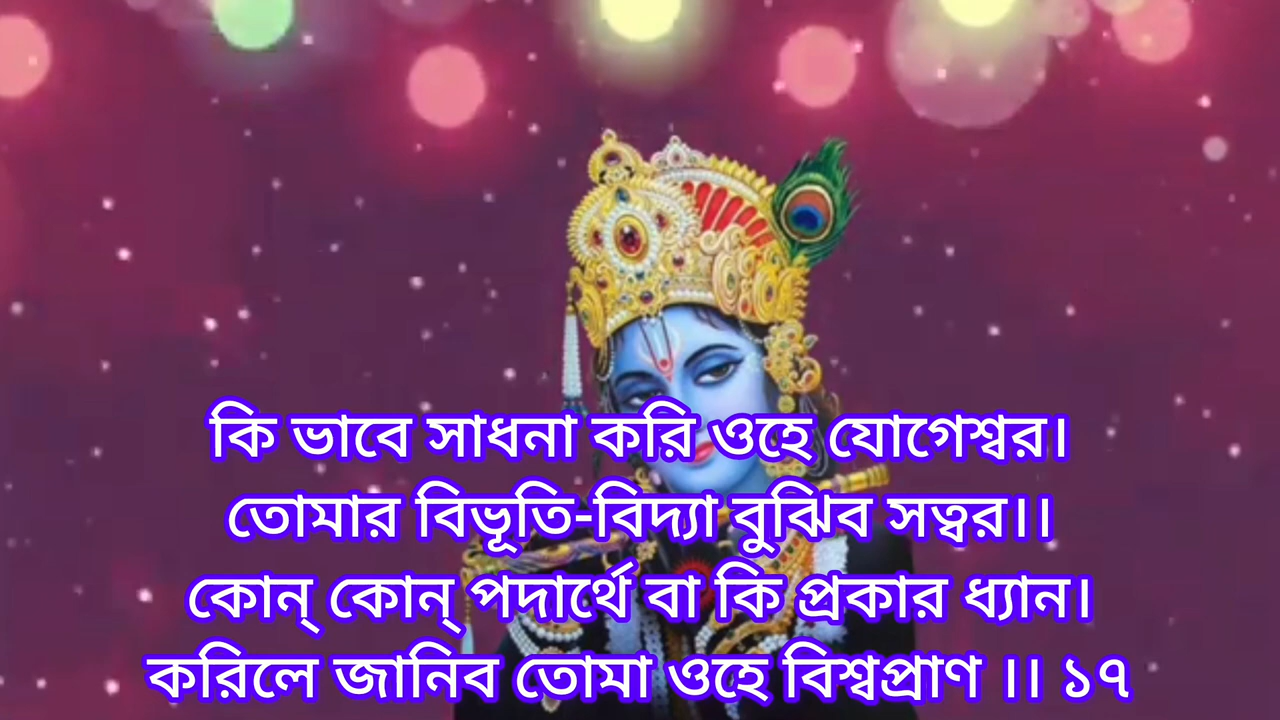 কি ভাবে সাধনা করি ওহে যোগেশ্বর।
তোমার বিভূতি-বিদ্যা বুঝিব সত্বর।।
কোন্ কোন্ পদার্থে বা কি প্রকার ধ্যান।
করিলে জানিব তোমা ওহে বিশ্বপ্রাণ ।। ১৭